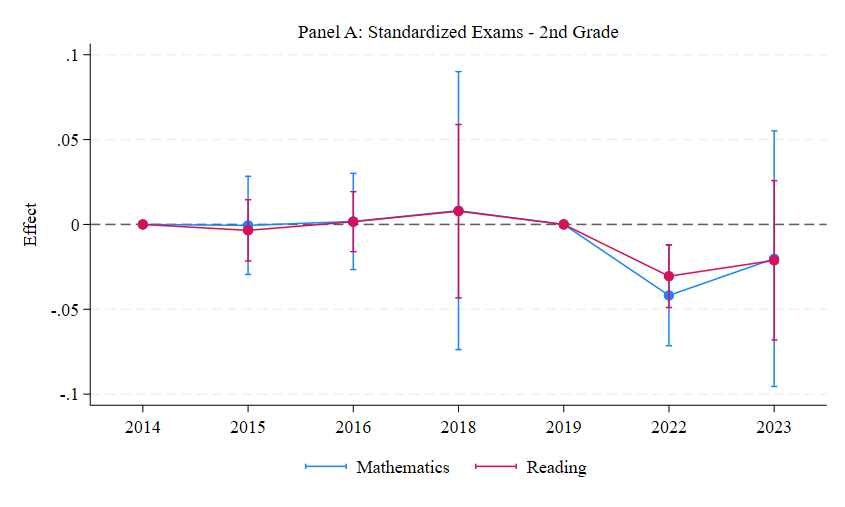 Panel A: Standardized Exams - 2nd Grade
.1
.05
0
-.05
-.1
Effect
2014 2015 2016 2018 2019 2022 2023
Mathematics Reading